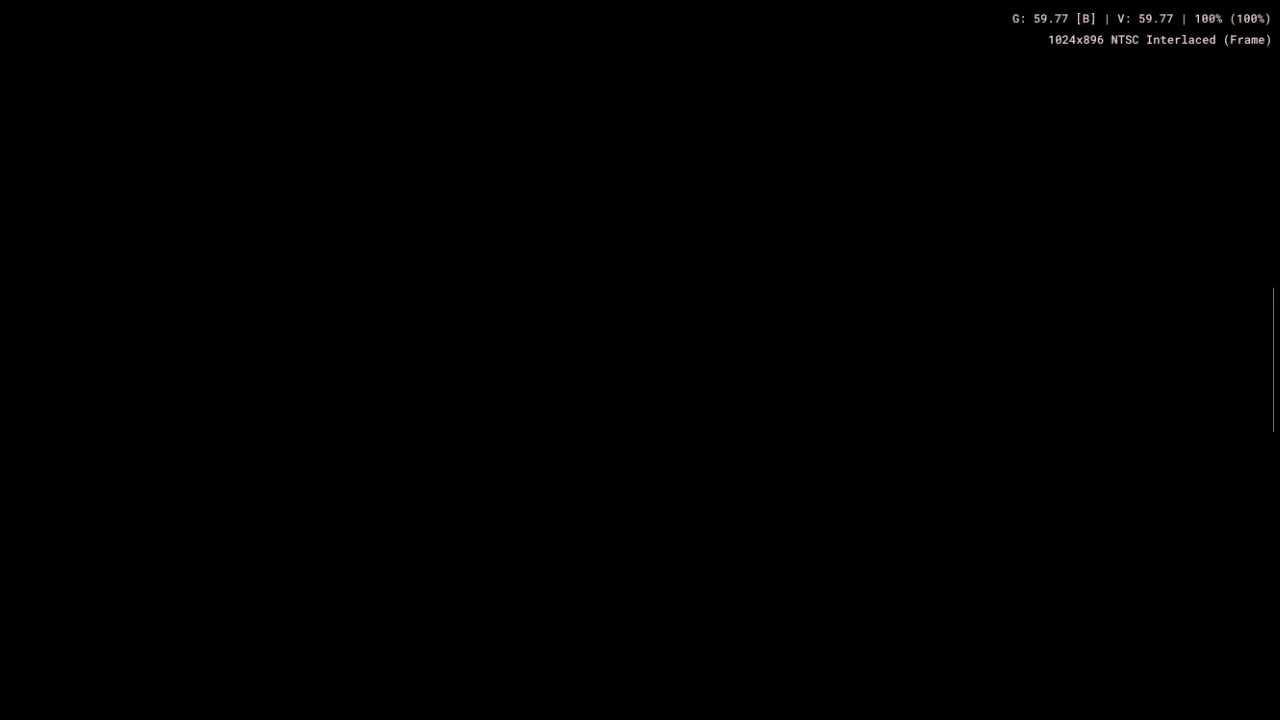 G: 59.77 [B] | V: 59.77 | 100% (100%)
1024x896 NTSC Interlaced (Frame)